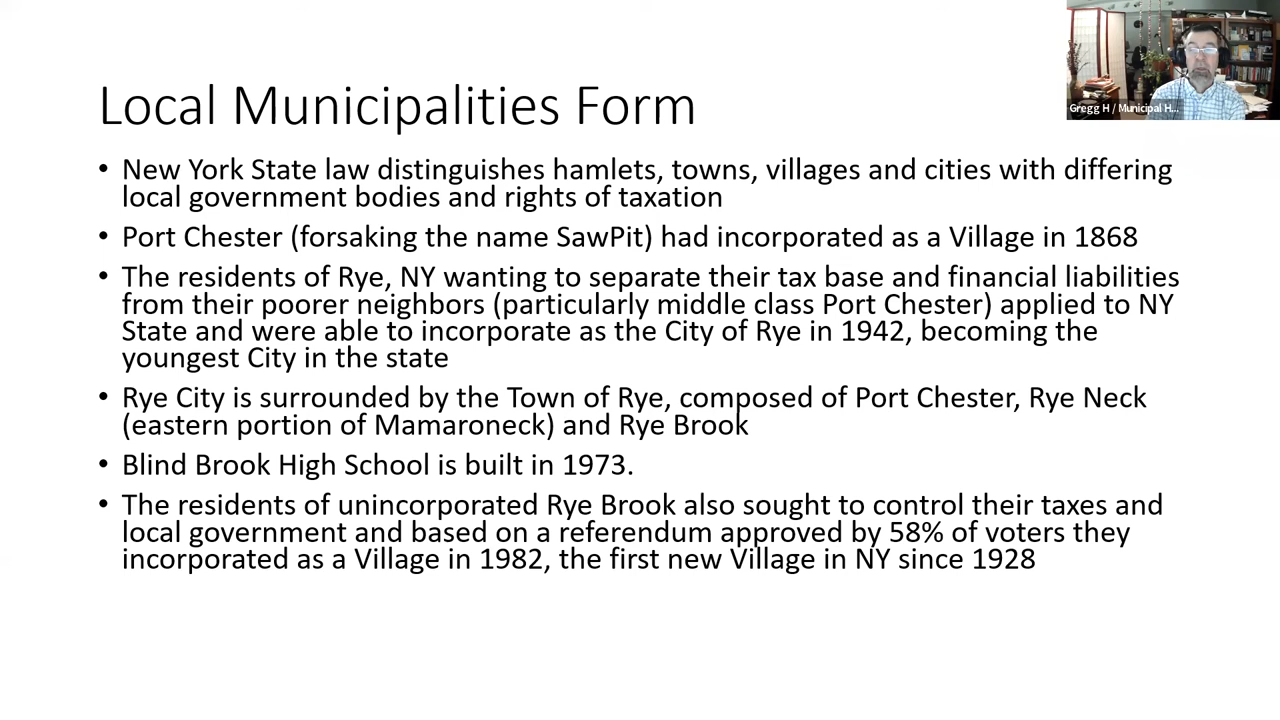 Gregg H / Municipal H...
Local Municipalities Form
• New York State law distinguishes hamlets, towns, villages and cities with differing
local government bodies and rights of taxation
• Port Chester (forsaking the name SawPit) had incorporated as a Village in 1868
• The residents of Rye, NY wanting to separate their tax base and financial liabilities
from their poorer neighbors (particularly middle class Port Chester) applied to NY
State and were able to incorporate as the City of Rye in 1942, becoming the
youngest City in the state
• Rye City is surrounded by the Town of Rye, composed of Port Chester, Rye Neck
(eastern portion of Mamaroneck) and Rye Brook
• Blind Brook High School is built in 1973.
• The residents of unincorporated Rye Brook also sought to control their taxes and
local government and based on a referendum approved by 58% of voters they
incorporated as a Village in 1982, the first new Village in NY since 1928